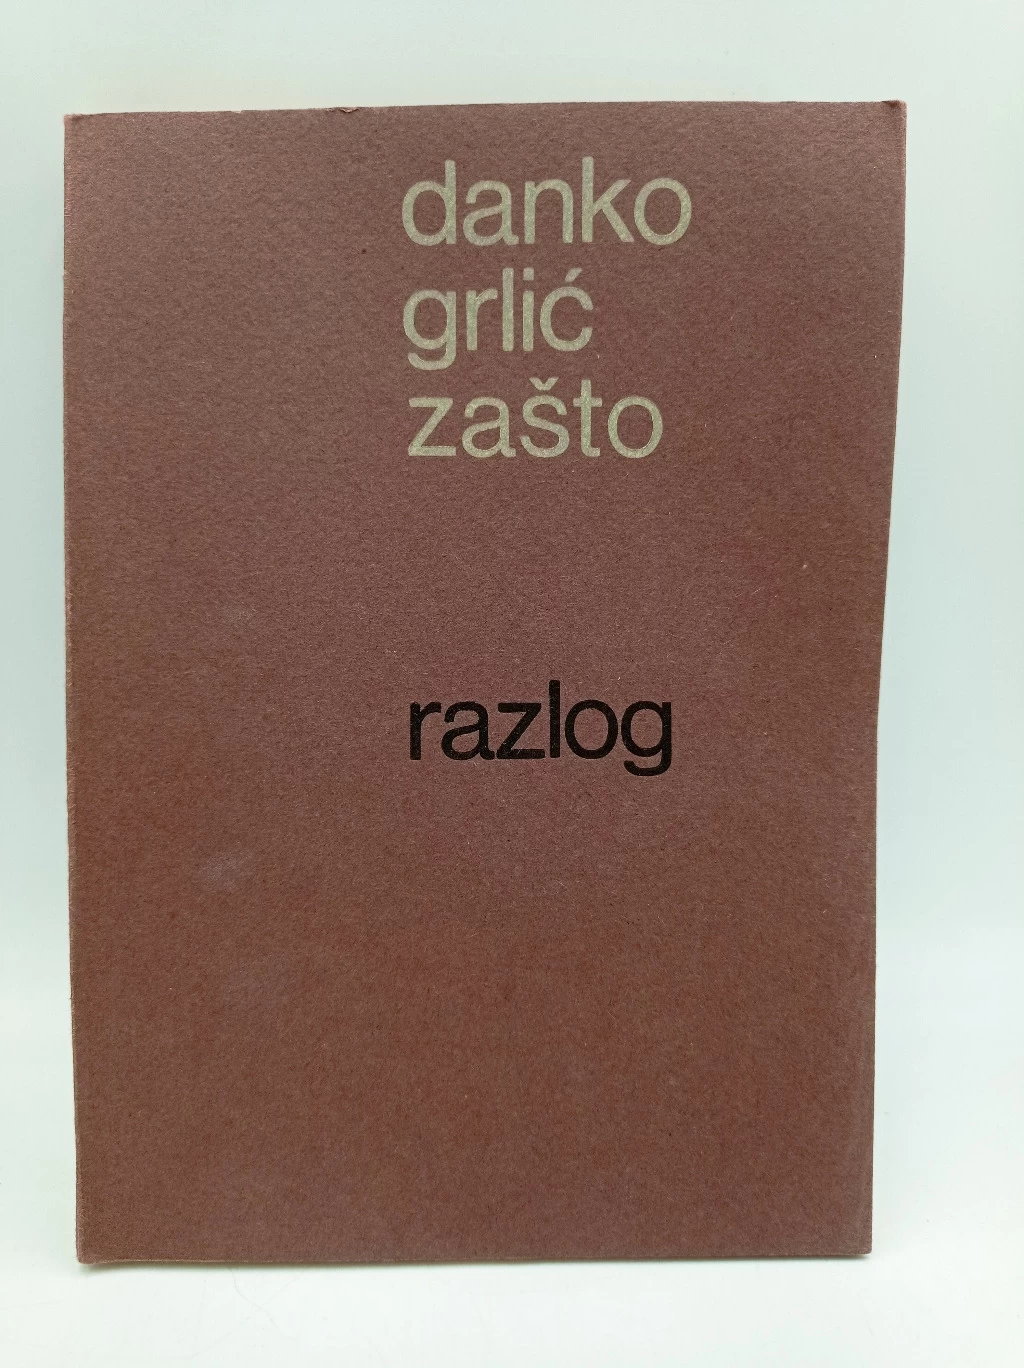 danko
grlić
zašto
razlog